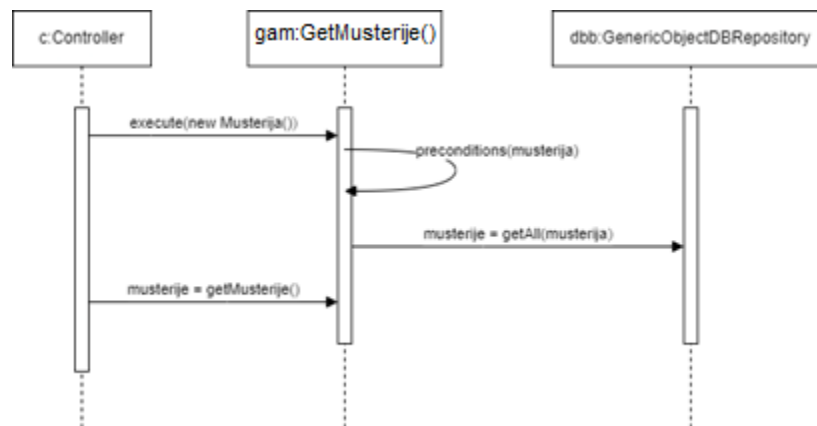 c:Controller
gam:GetMusterije()
dbb:GenericObjectDBRepository
execute(new Musterija())
preconditions(musterija)
musterije = getAll(musterija)
musterije = getMusterije()